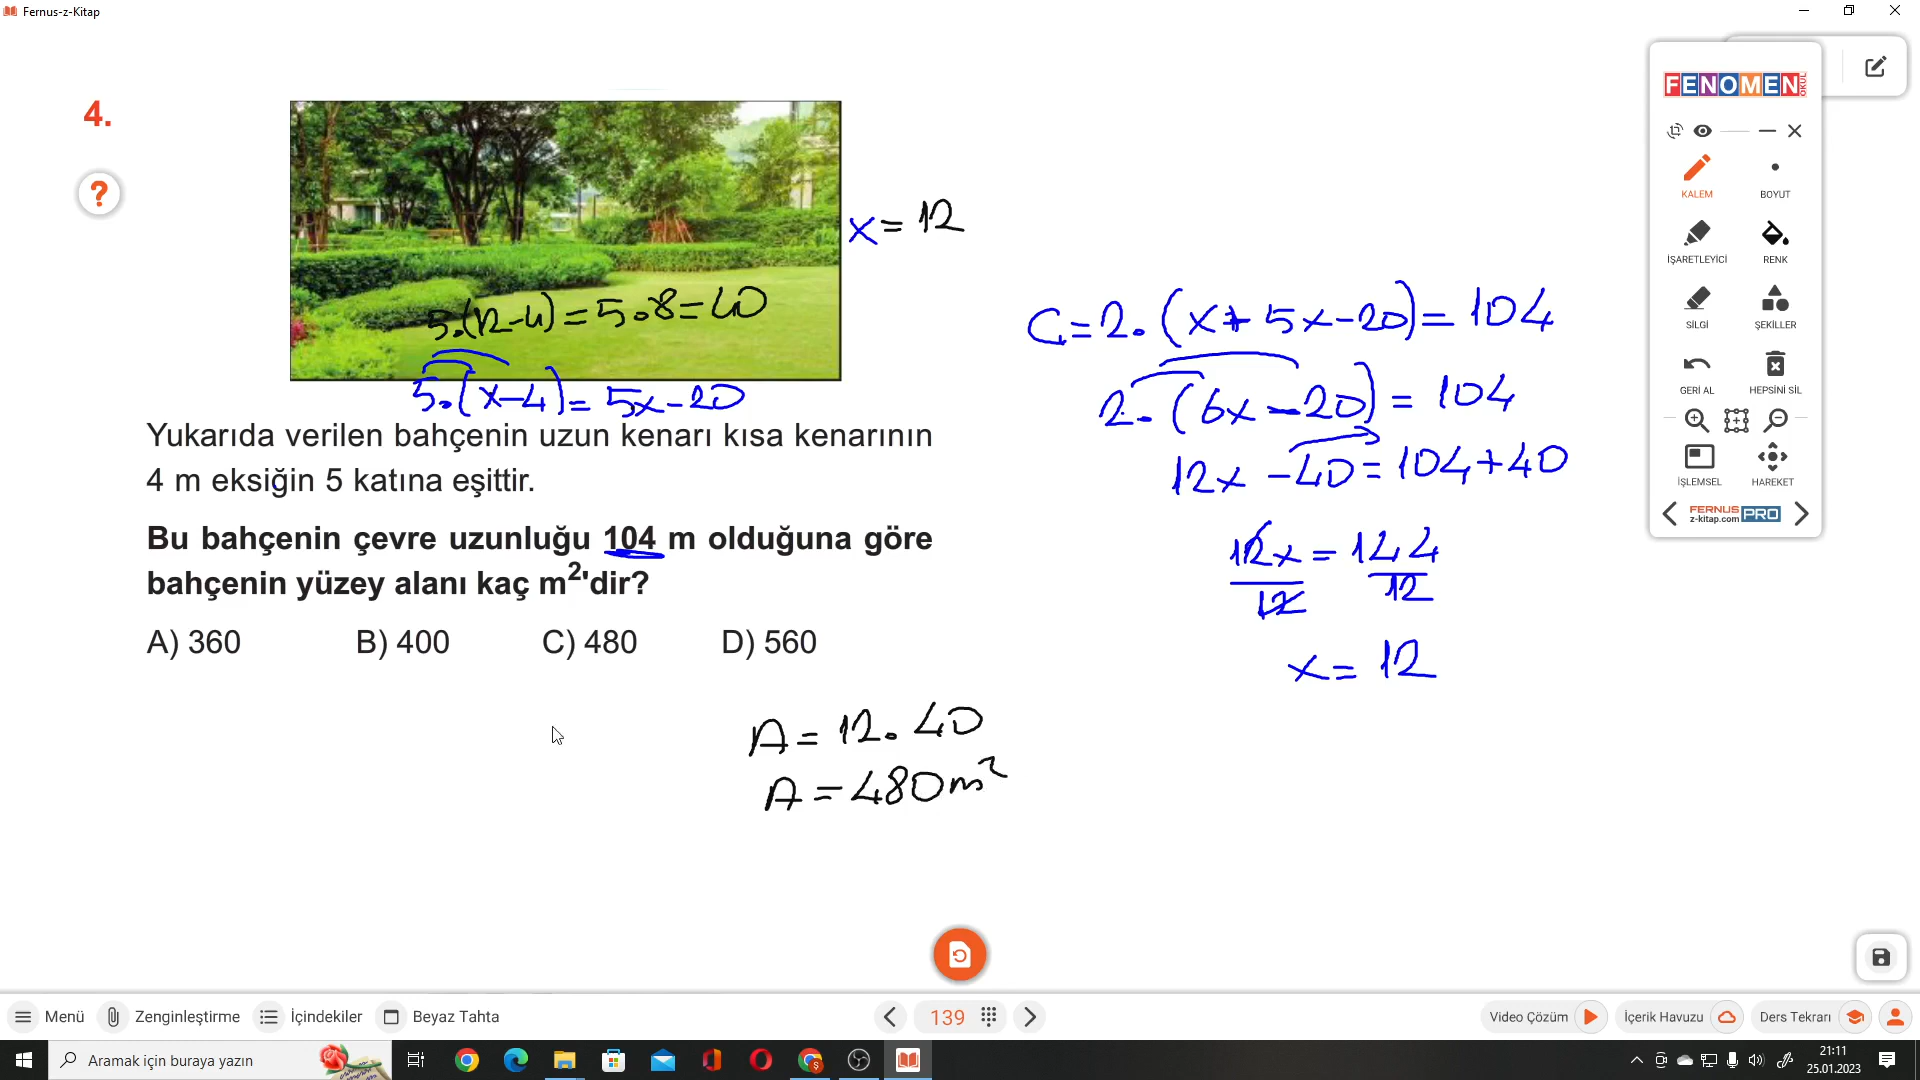 Fernus-z-Kitap
4.
?
x = 12
5.(12-4) = 5.8 = 40
5.(x-4) = 5x-20
Yukarıda verilen bahçenin uzun kenarı kısa kenarının
4 m eksiğin 5 katına eşittir.
Bu bahçenin çevre uzunluğu 104 m olduğuna göre
bahçenin yüzey alanı kaç m²'dir?
A) 360 B) 400 C) 480 D) 560
A = 12.40
A = 480m²
Ç = 2.(x+5x-20) = 104
2.(6x-20) = 104
12x - 40 = 104+40
12x = 144
12 12
x = 12
FENOMEN OKUL
KALEM BOYUT
İŞARETLEYİCİ RENK
SİLGİ ŞEKİLLER
GERİ AL HEPSİNİ SİL
İŞLEMSEL HAREKET
FERNUS
z-kitap.com PRO
Menü Zenginleştirme İçindekiler Beyaz Tahta 139 Video Çözüm İçerik Havuzu Ders Tekrarı
Aramak için buraya yazın
21:11
25.01.2023